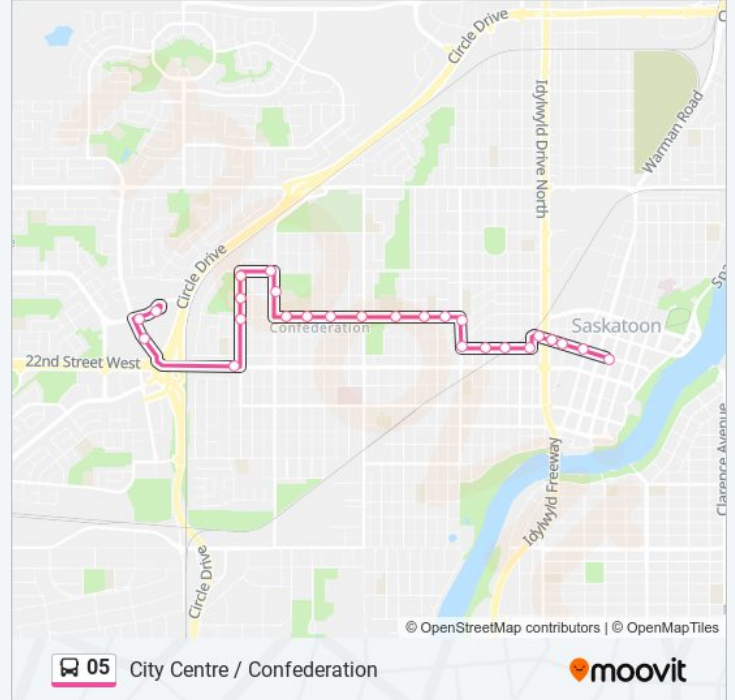 Circle Drive
C
Idylwyld Drive North
Warman Road
Circle Drive
Spa
Saskatoon
Confederation
22nd Street West
Clarence Avenue
Idylwyld Freeway
Circle Drive
© OpenStreetMap contributors | © OpenMapTiles
05 City Centre / Confederation
moovit